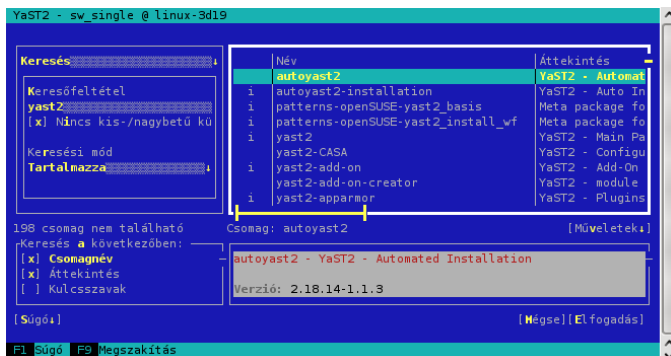 YaST2 - sw_single @ linux-3d19
Keresés
Keresőfeltétel
yast2
[x] Nincs kis-/nagybetű kü
Keresési mód
Tartalmazza
Név Áttekintés
autoyast2 YaST2 - Automat
i autoyast2-installation YaST2 - Auto In
i patterns-openSUSE-yast2_basis Meta package fo
i patterns-openSUSE-yast2_install_wf Meta package fo
i yast2 YaST2 - Main Pa
yast2-CASA YaST2 - Configu
i yast2-add-on YaST2 - Add-On
yast2-add-on-creator YaST2 - module
i yast2-apparmor YaST2 - Plugins
198 csomag nem található
Csomag: autoyast2 [Műveletek↓]
Keresés a következőben:
[x] Csomagnév
[x] Áttekintés
[ ] Kulcsszavak
autoyast2 - YaST2 - Automated Installation
Verzió: 2.18.14-1.1.3
[Súgó↓] [Mégse][Elfogadás]
F1 Súgó F9 Megszakítás